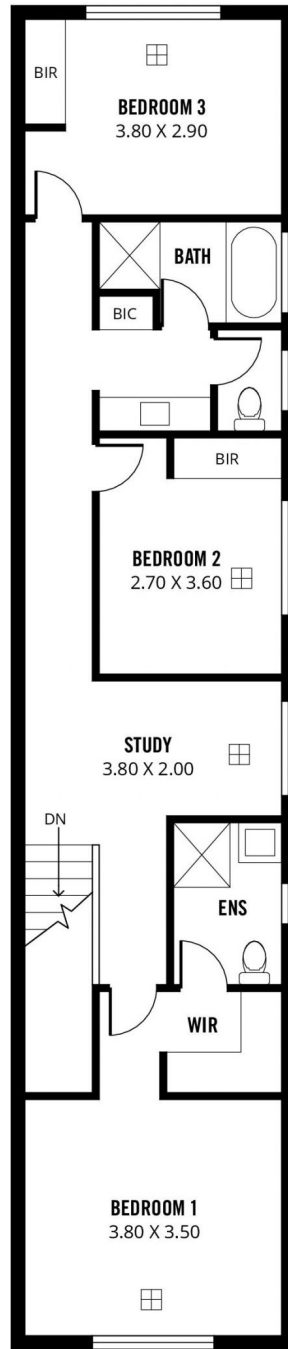 BIR
BEDROOM 3
3.80 X 2.90
BATH
BIC
BIR
BEDROOM 2
2.70 X 3.60
STUDY
3.80 X 2.00
DN
ENS
WIR
BEDROOM 1
3.80 X 3.50